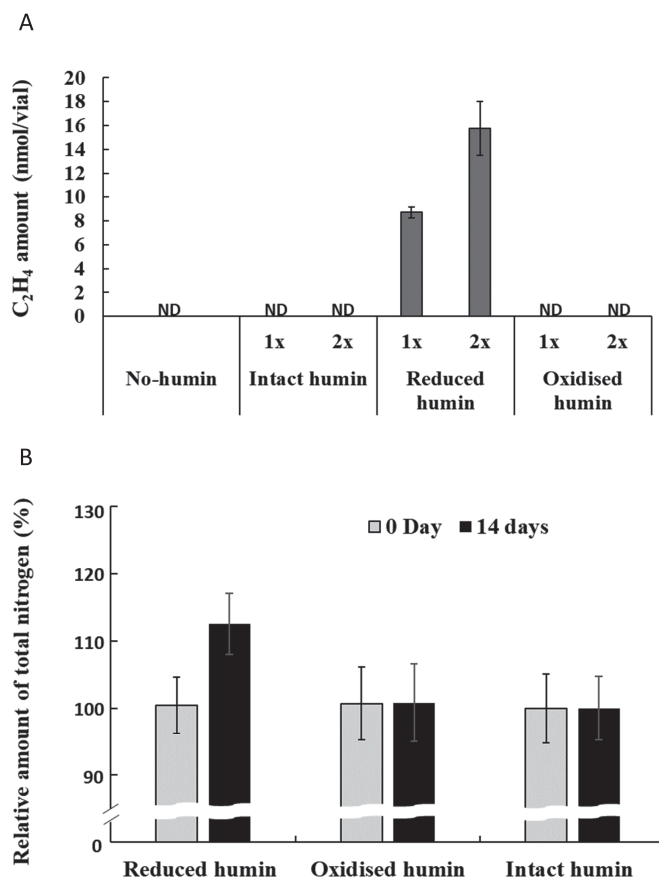 A
C₂H₄ amount (nmol/vial)
20
18
16
14
12
10
8
6
4
2
0
ND ND ND ND ND
1x 2x 1x 2x 1x 2x
No-humin Intact humin Reduced humin Oxidised humin
B
Relative amount of total nitrogen (%)
130
120
110
100
90
0
0 Day 14 days
Reduced humin Oxidised humin Intact humin